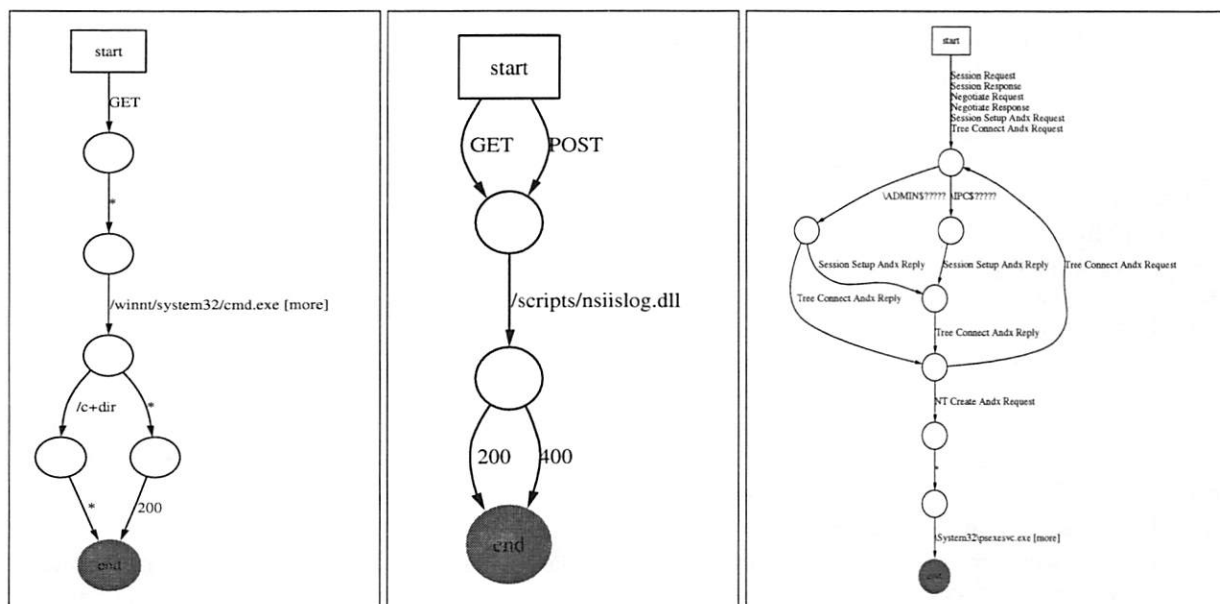 start
GET
*
/winnt/system32/cmd.exe [more]
/c+dir
*
*
200
end
start
GET
POST
/scripts/nsiislog.dll
200
400
end
start
Session Request
Session Response
Negotiate Request
Negotiate Response
Session Setup Andx Request
Tree Connect Andx Request
\ADMIN$?????
\IPC$?????
Session Setup Andx Reply
Session Setup Andx Reply
Tree Connect Andx Request
Tree Connect Andx Reply
Tree Connect Andx Reply
NT Create Andx Request
*
\System32\psexesvc.exe [more]
end